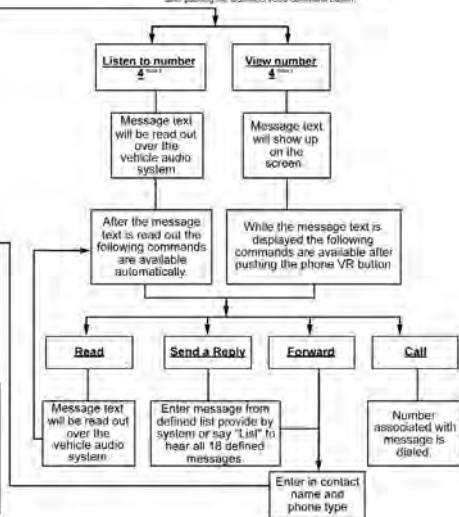 Listen to number
4
View number
4
Message text
will be read out
over the
vehicle audio
system
Message text
will show up
on the
screen
After the message
text is read out the
following commands
are available
automatically.
While the message text is
displayed the following
commands are available after
pushing the phone VR button
Read
Send a Reply
Forward
Call
Message text
will be read out
over the
vehicle audio
system
Enter message from
defined list provide by
system or say "List" to
hear all 18 defined
messages.
Number
associated with
message is
dialed.
Enter in contact
name and
phone type